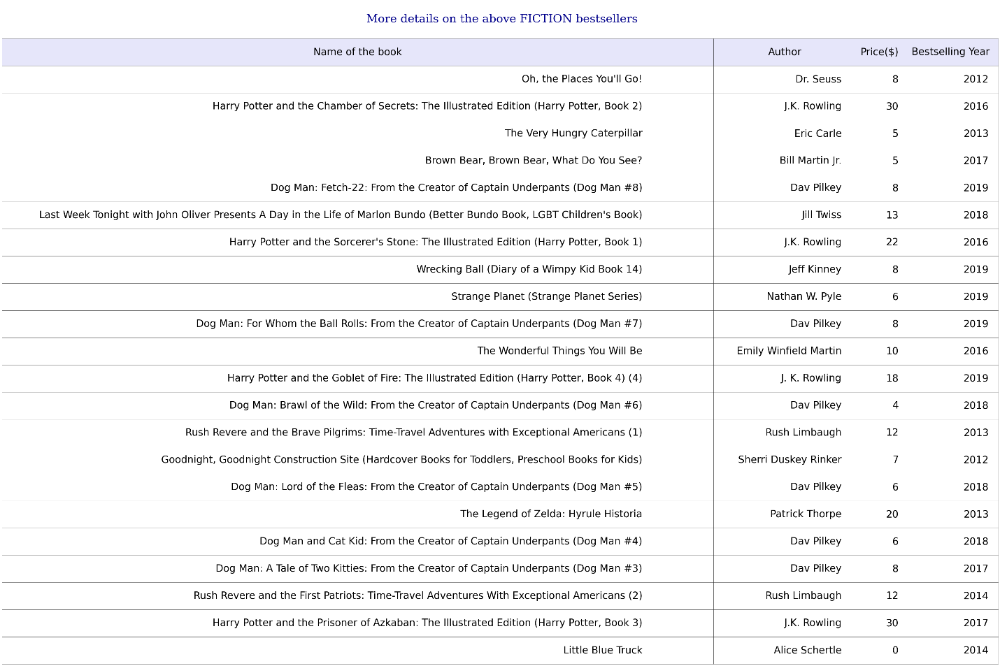 More details on the above FICTION bestsellers
Name of the book Author Price($) Bestselling Year
Oh, the Places You'll Go! Dr. Seuss 8 2012
Harry Potter and the Chamber of Secrets: The Illustrated Edition (Harry Potter, Book 2) J.K. Rowling 30 2016
The Very Hungry Caterpillar Eric Carle 5 2013
Brown Bear, Brown Bear, What Do You See? Bill Martin Jr. 5 2017
Dog Man: Fetch-22: From the Creator of Captain Underpants (Dog Man #8) Dav Pilkey 8 2019
Last Week Tonight with John Oliver Presents A Day in the Life of Marlon Bundo (Better Bundo Book, LGBT Children's Book) Jill Twiss 13 2018
Harry Potter and the Sorcerer's Stone: The Illustrated Edition (Harry Potter, Book 1) J.K. Rowling 22 2016
Wrecking Ball (Diary of a Wimpy Kid Book 14) Jeff Kinney 8 2019
Strange Planet (Strange Planet Series) Nathan W. Pyle 6 2019
Dog Man: For Whom the Ball Rolls: From the Creator of Captain Underpants (Dog Man #7) Dav Pilkey 8 2019
The Wonderful Things You Will Be Emily Winfield Martin 10 2016
Harry Potter and the Goblet of Fire: The Illustrated Edition (Harry Potter, Book 4) (4) J. K. Rowling 18 2019
Dog Man: Brawl of the Wild: From the Creator of Captain Underpants (Dog Man #6) Dav Pilkey 4 2018
Rush Revere and the Brave Pilgrims: Time-Travel Adventures with Exceptional Americans (1) Rush Limbaugh 12 2013
Goodnight, Goodnight Construction Site (Hardcover Books for Toddlers, Preschool Books for Kids) Sherri Duskey Rinker 7 2012
Dog Man: Lord of the Fleas: From the Creator of Captain Underpants (Dog Man #5) Dav Pilkey 6 2018
The Legend of Zelda: Hyrule Historia Patrick Thorpe 20 2013
Dog Man and Cat Kid: From the Creator of Captain Underpants (Dog Man #4) Dav Pilkey 6 2018
Dog Man: A Tale of Two Kitties: From the Creator of Captain Underpants (Dog Man #3) Dav Pilkey 8 2017
Rush Revere and the First Patriots: Time-Travel Adventures With Exceptional Americans (2) Rush Limbaugh 12 2014
Harry Potter and the Prisoner of Azkaban: The Illustrated Edition (Harry Potter, Book 3) J.K. Rowling 30 2017
Little Blue Truck Alice Schertle 0 2014